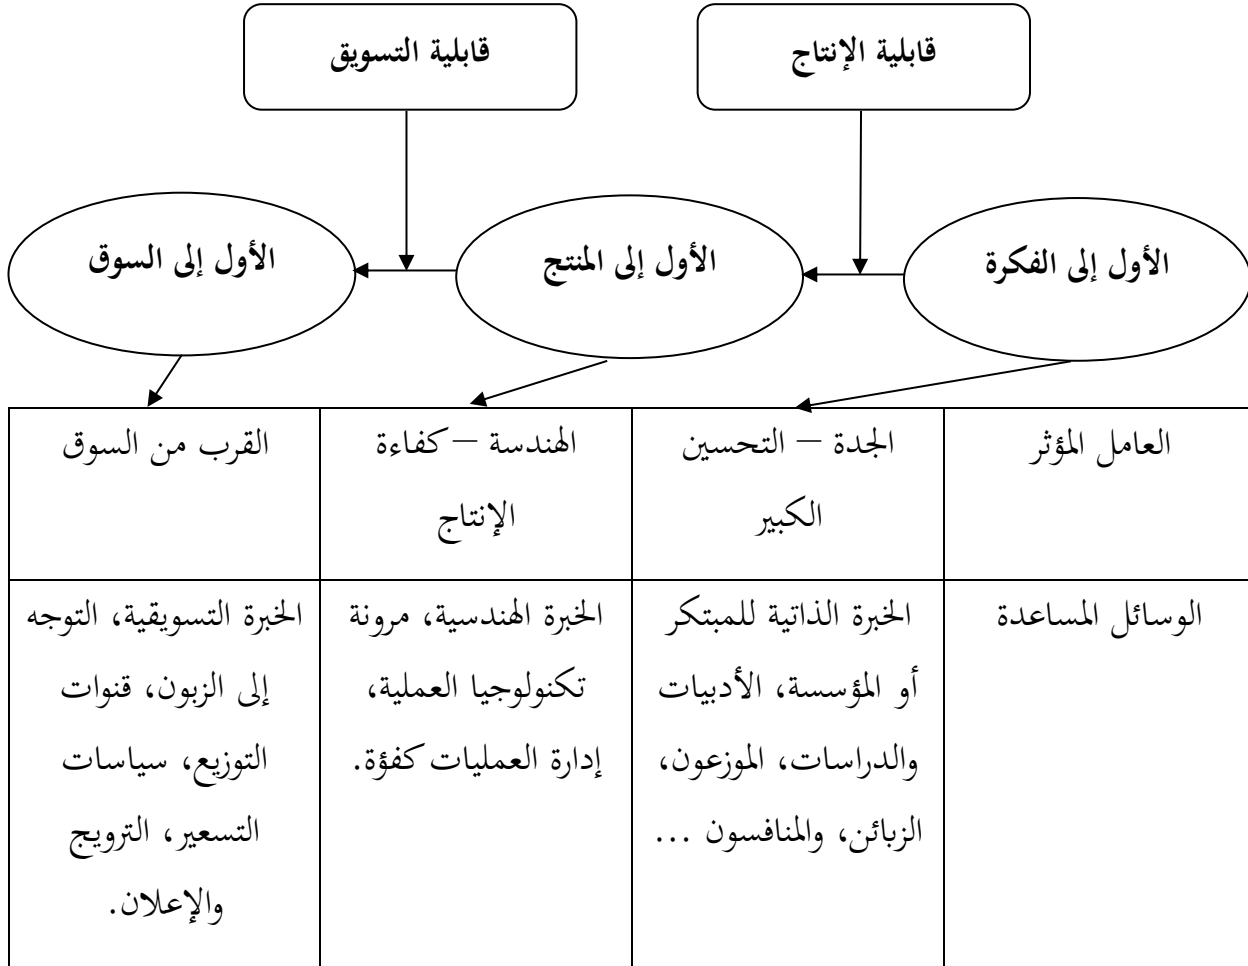 قابلية الإنتاج
قابلية التسويق
الأول إلى الفكرة
الأول إلى المنتج
الأول إلى السوق
العامل المؤثر
الجدة – التحسين
الكبير
الهندسة – كفاءة
الإنتاج
القرب من السوق
الوسائل المساعدة
الخبرة الذاتية للمبتكر
أو المؤسسة، الأدبيات
والدراسات، الموزعون،
الزبائن، والمنافسون ...
الخبرة الهندسية، مرونة
تكنولوجيا العملية،
إدارة العمليات كفؤة.
الخبرة التسويقية، التوجه
إلى الزبون، قنوات
التوزيع، سياسات
التسعير، الترويج
والإعلان.